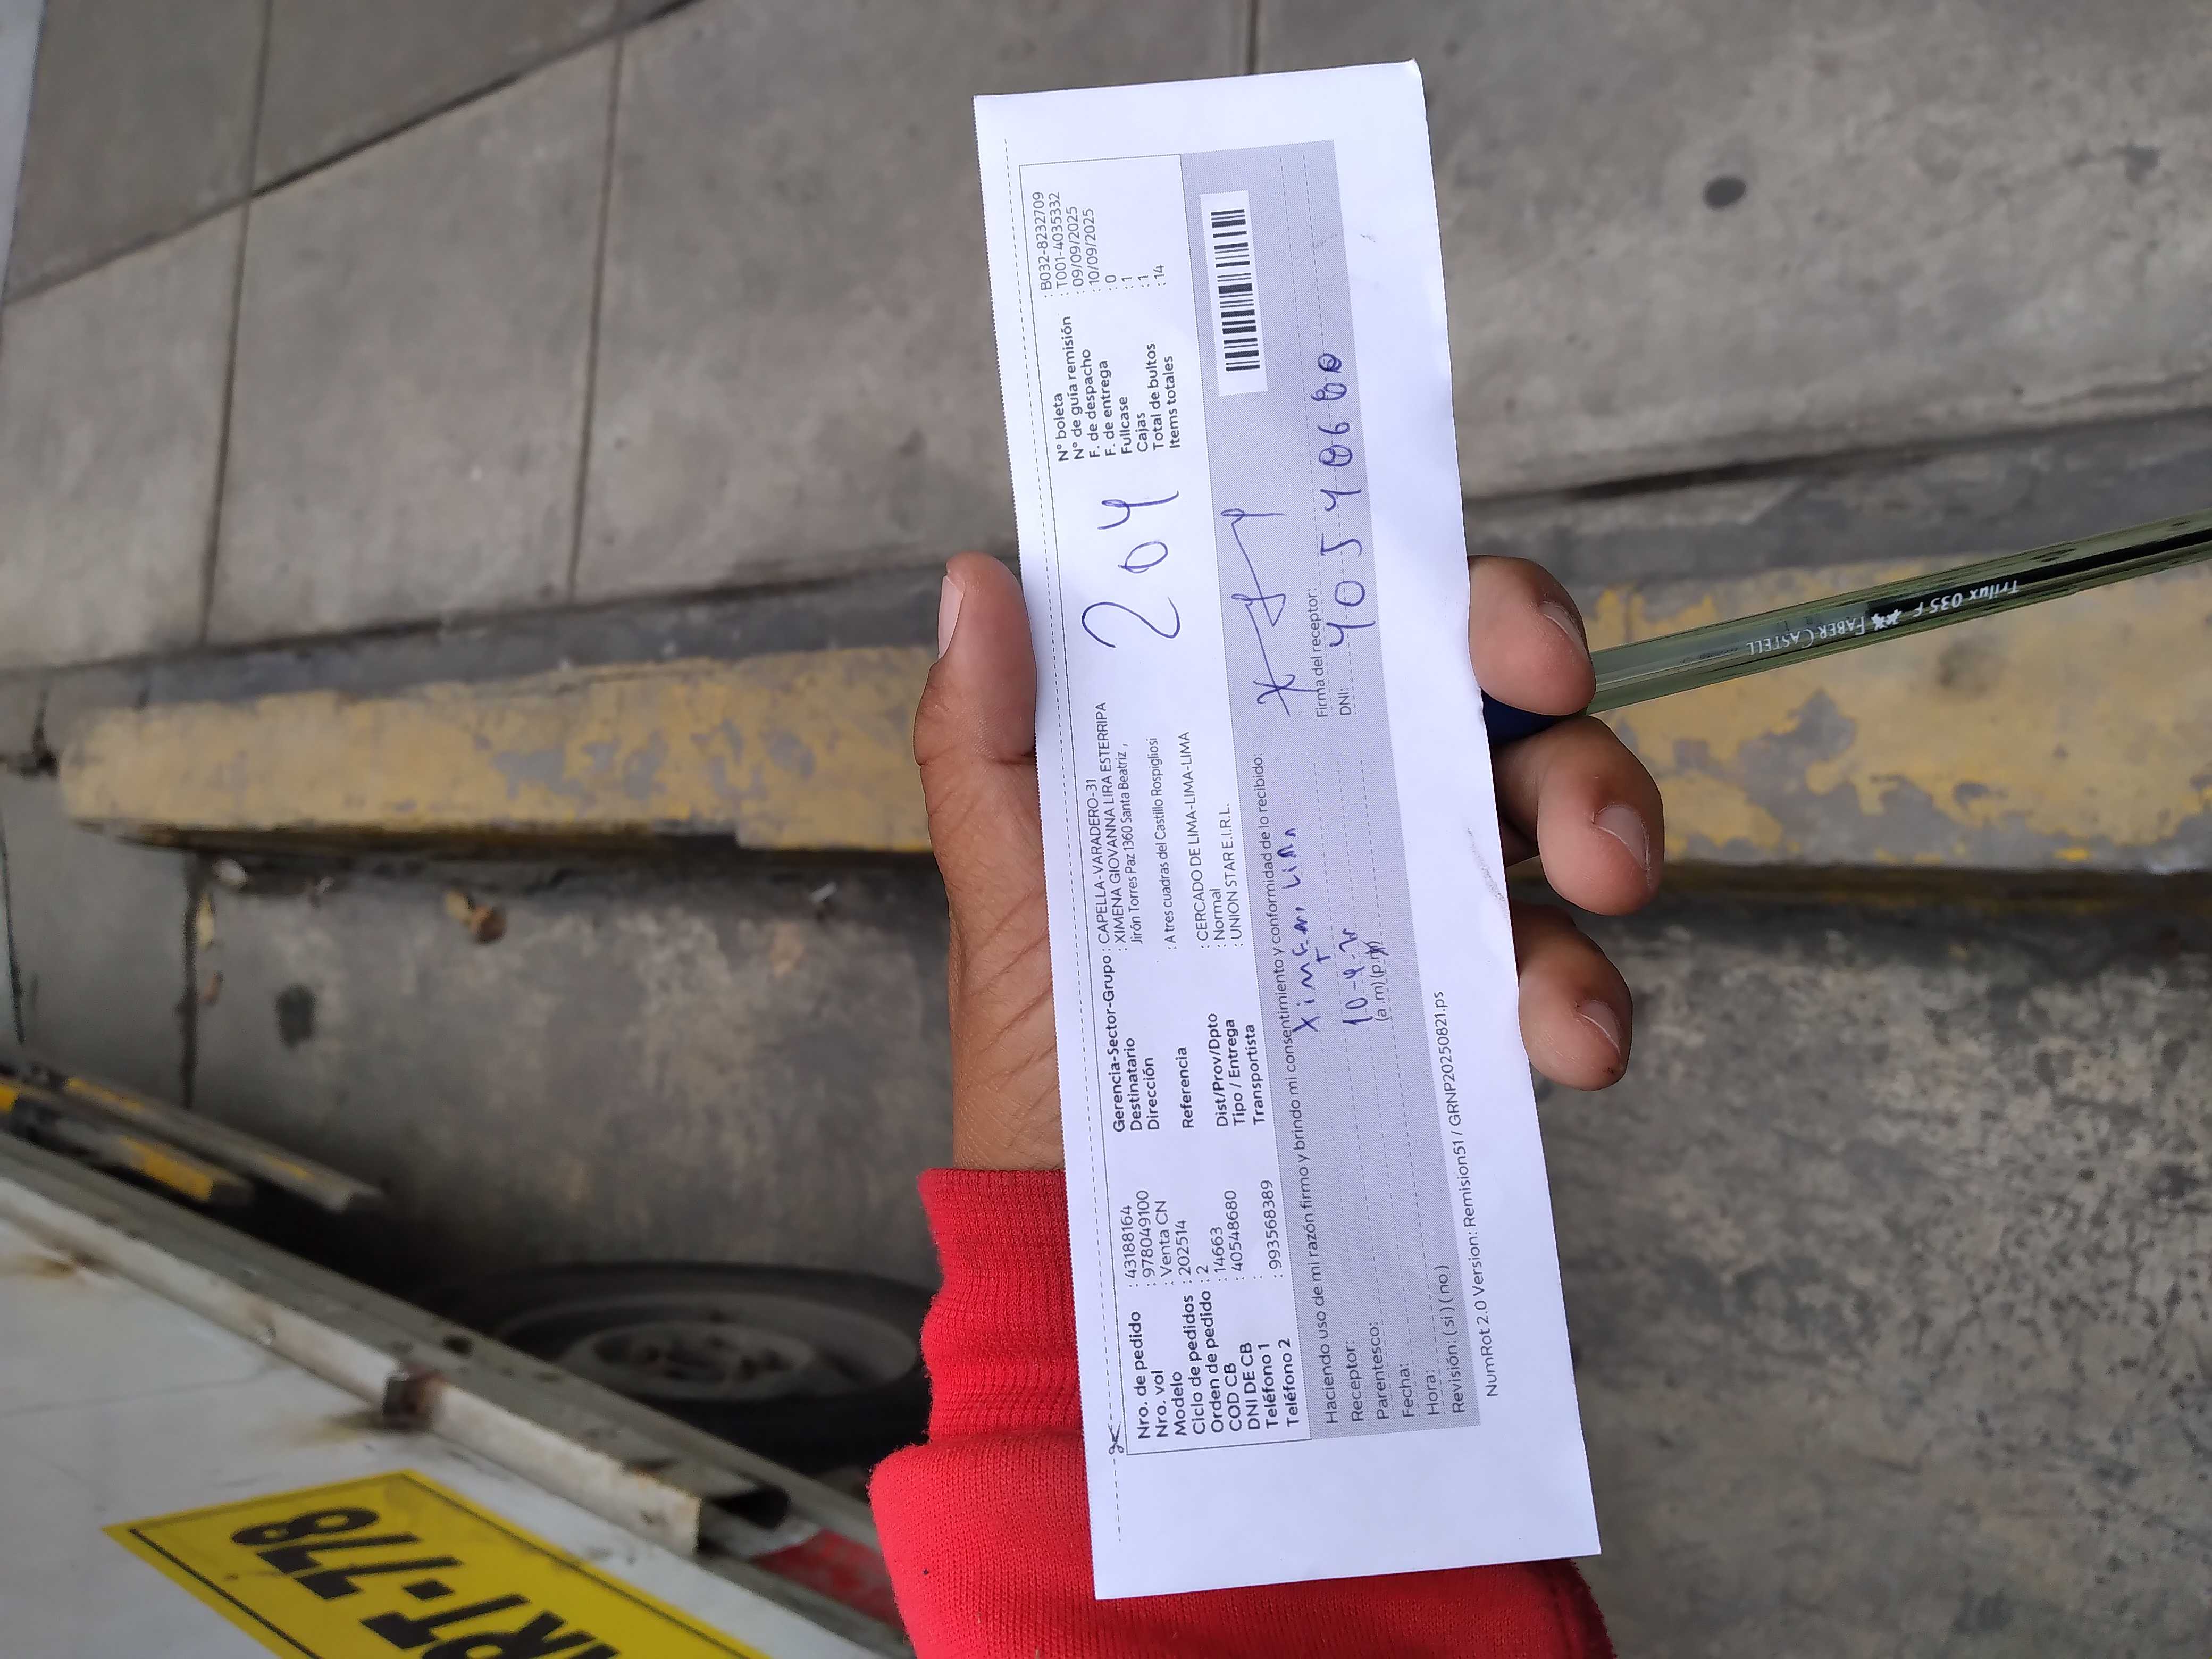 Nro. de pedido : 43188164
Nro. vol : 978049100
Modelo : Venta CN
Ciclo de pedidos : 202514
Orden de pedido : 2
COD CB : 14663
DNI DE CB : 40548680
Teléfono 1 :
Teléfono 2 : 993568389
Gerencia-Sector-Grupo : CAPELLA-VARADERO-31
Destinatario : XIMENA GIOVANNA LIRA ESTERRIPA
Dirección Jirón Torres Paz 1360 Santa Beatriz ,
Referencia : A tres cuadras del Castillo Rospigliosi
Dist/Prov/Dpto : CERCADO DE LIMA-LIMA-LIMA
Tipo / Entrega : Normal
Transportista : UNION STAR E.I.R.L.
204
N° boleta : B032-8232709
N° de guía remisión : T001-4035332
F. de despacho : 09/09/2025
F. de entrega : 10/09/2025
Fullcase : 0
Cajas : 1
Total de bultos : 1
Items totales : 14
Haciendo uso de mi razón firmo y brindo mi consentimiento y conformidad de lo recibido:
Receptor: Ximena Lira
Parentesco:
Fecha:
Hora: (a.m) (p.m)
Revisión: ( si ) ( no )
Firma del receptor:
DNI:
NumRot 2.0 Version: Remision51 / GRNP20250821.ps
FABER CASTELL Trilux 035 F
RT-778